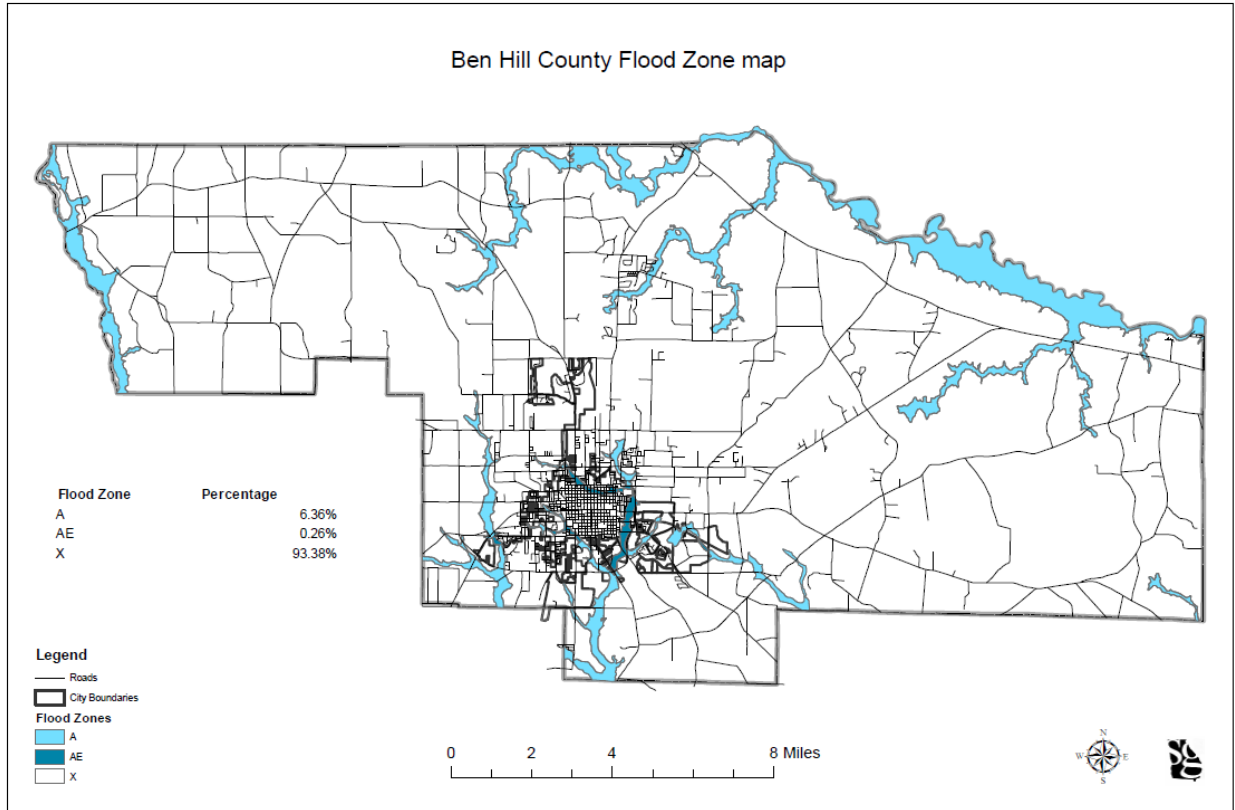 Ben Hill County Flood Zone map
Flood Zone Percentage
A 6.36%
AE 0.26%
X 93.38%
Legend
Roads
City Boundaries
Flood Zones
A
AE
X
0 2 4 8 Miles
N
W E
S